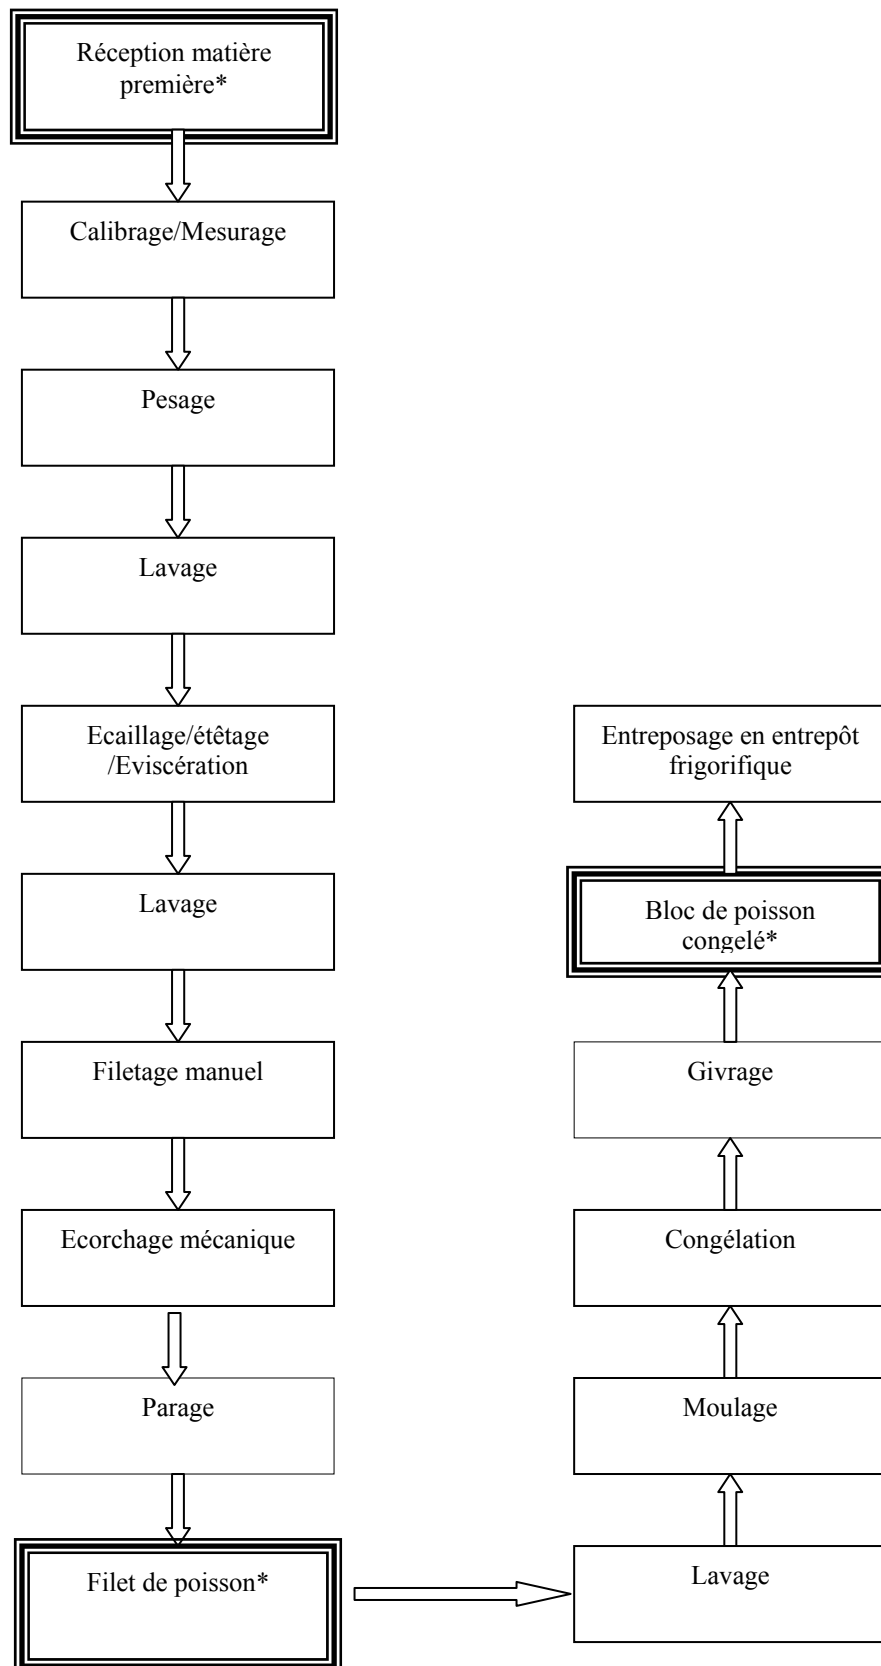 Réception matière
première*
Calibrage/Mesurage
Pesage
Lavage
Ecaillage/étêtage
/Eviscération
Lavage
Filetage manuel
Ecorchage mécanique
Parage
Filet de poisson*
Lavage
Moulage
Congélation
Givrage
Bloc de poisson
congelé*
Entreposage en entrepôt
frigorifique